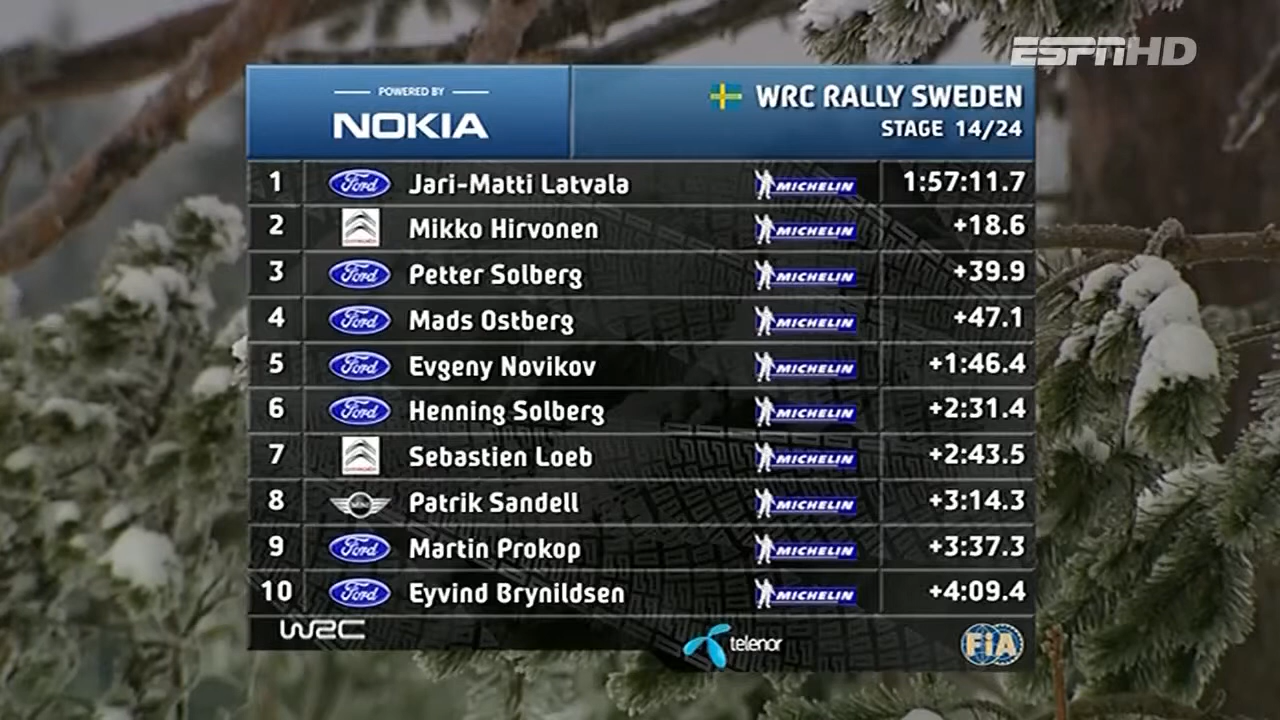 ESPN HD
POWERED BY
NOKIA
WRC RALLY SWEDEN
STAGE 14/24
1 Ford Jari-Matti Latvala MICHELIN 1:57:11.7
2 Mikko Hirvonen MICHELIN +18.6
3 Ford Petter Solberg MICHELIN +39.9
4 Ford Mads Ostberg MICHELIN +47.1
5 Ford Evgeny Novikov MICHELIN +1:46.4
6 Ford Henning Solberg MICHELIN +2:31.4
7 Sebastien Loeb MICHELIN +2:43.5
8 MINI Patrik Sandell MICHELIN +3:14.3
9 Ford Martin Prokop MICHELIN +3:37.3
10 Ford Eyvind Brynildsen MICHELIN +4:09.4
WRC telenor FIA